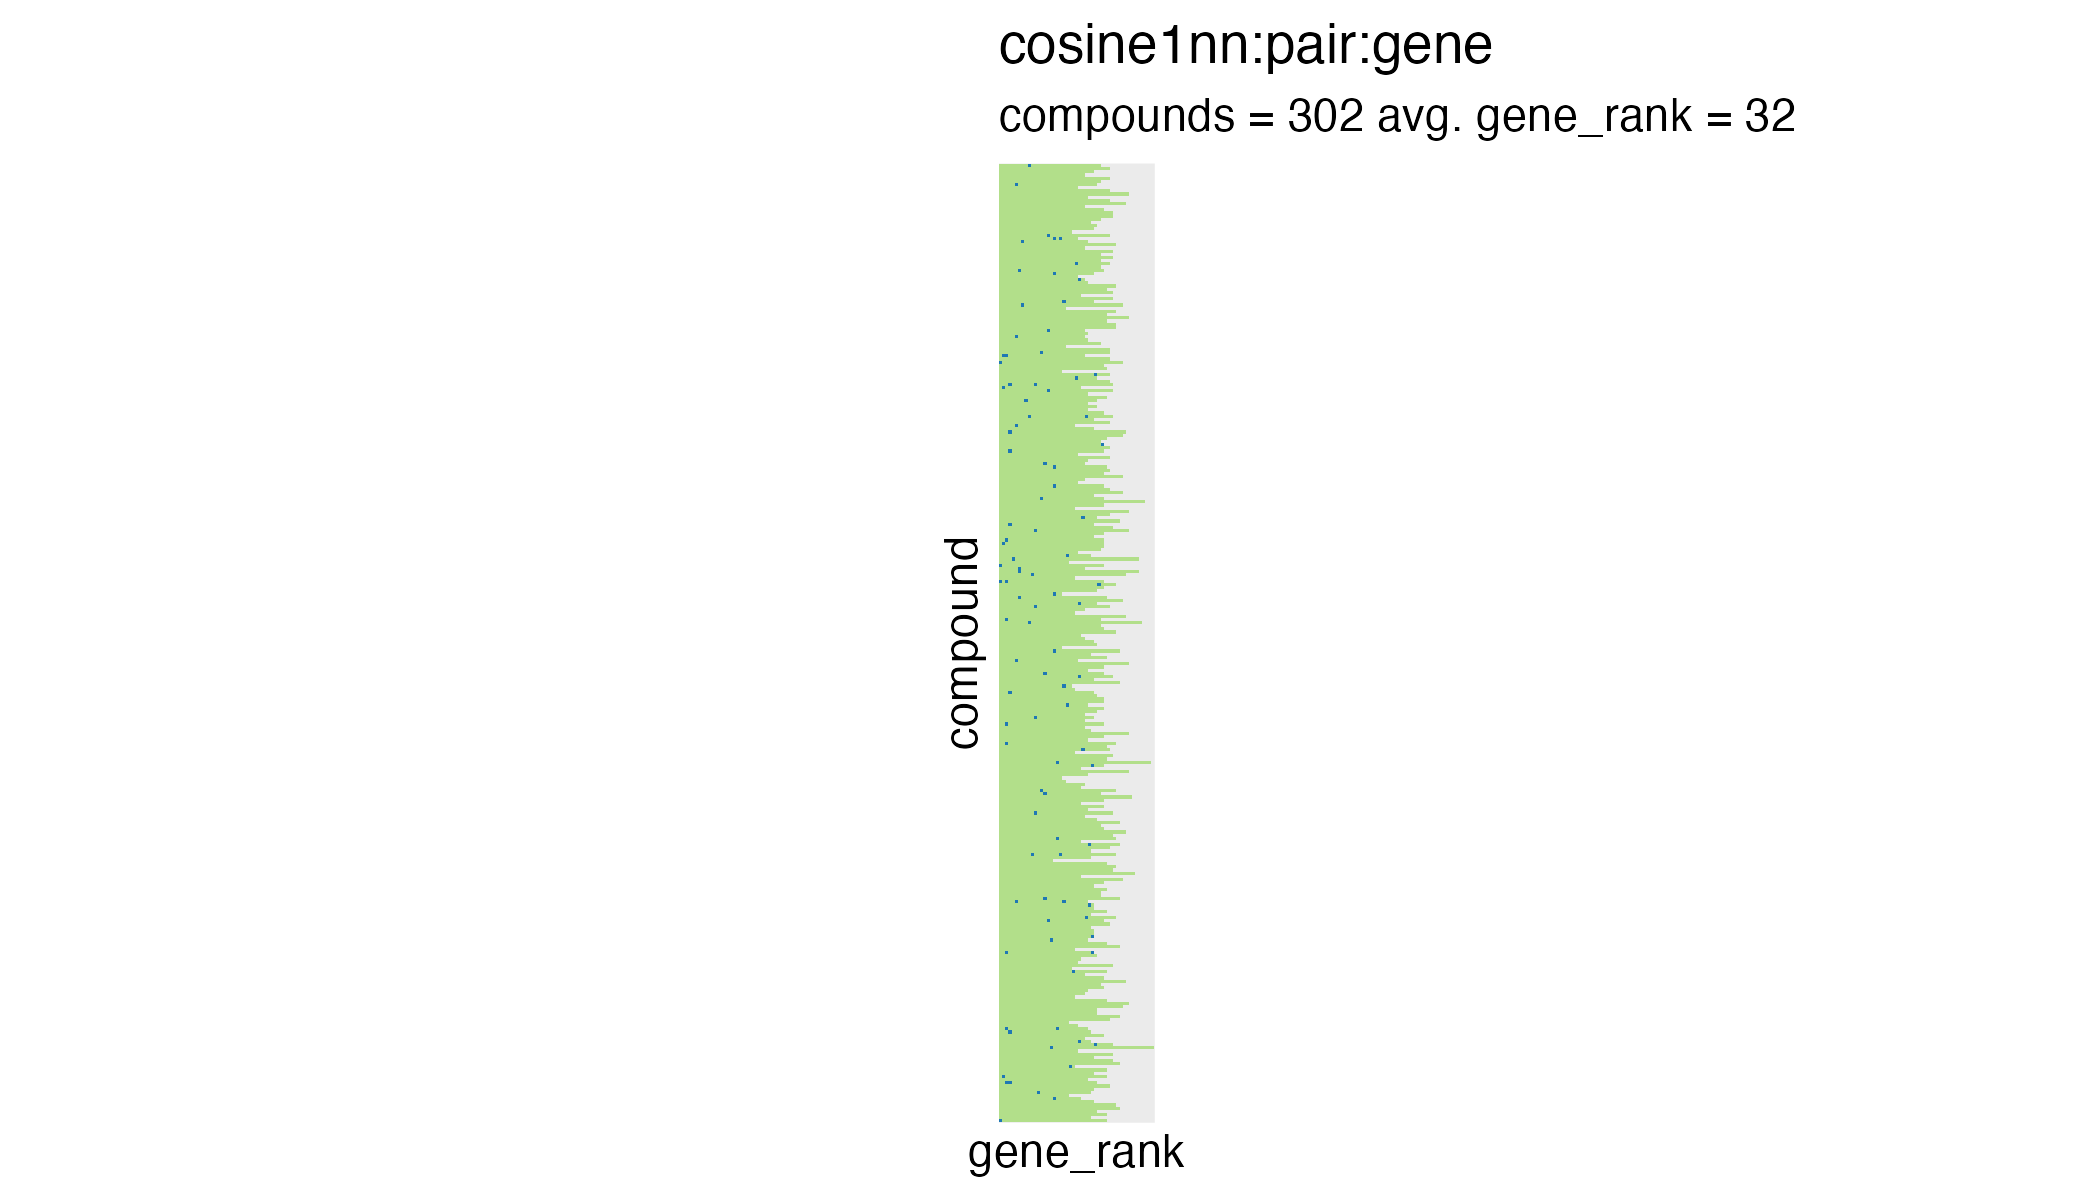 cosine1nn:pair:gene
compounds = 302 avg. gene_rank = 32
compound
gene_rank